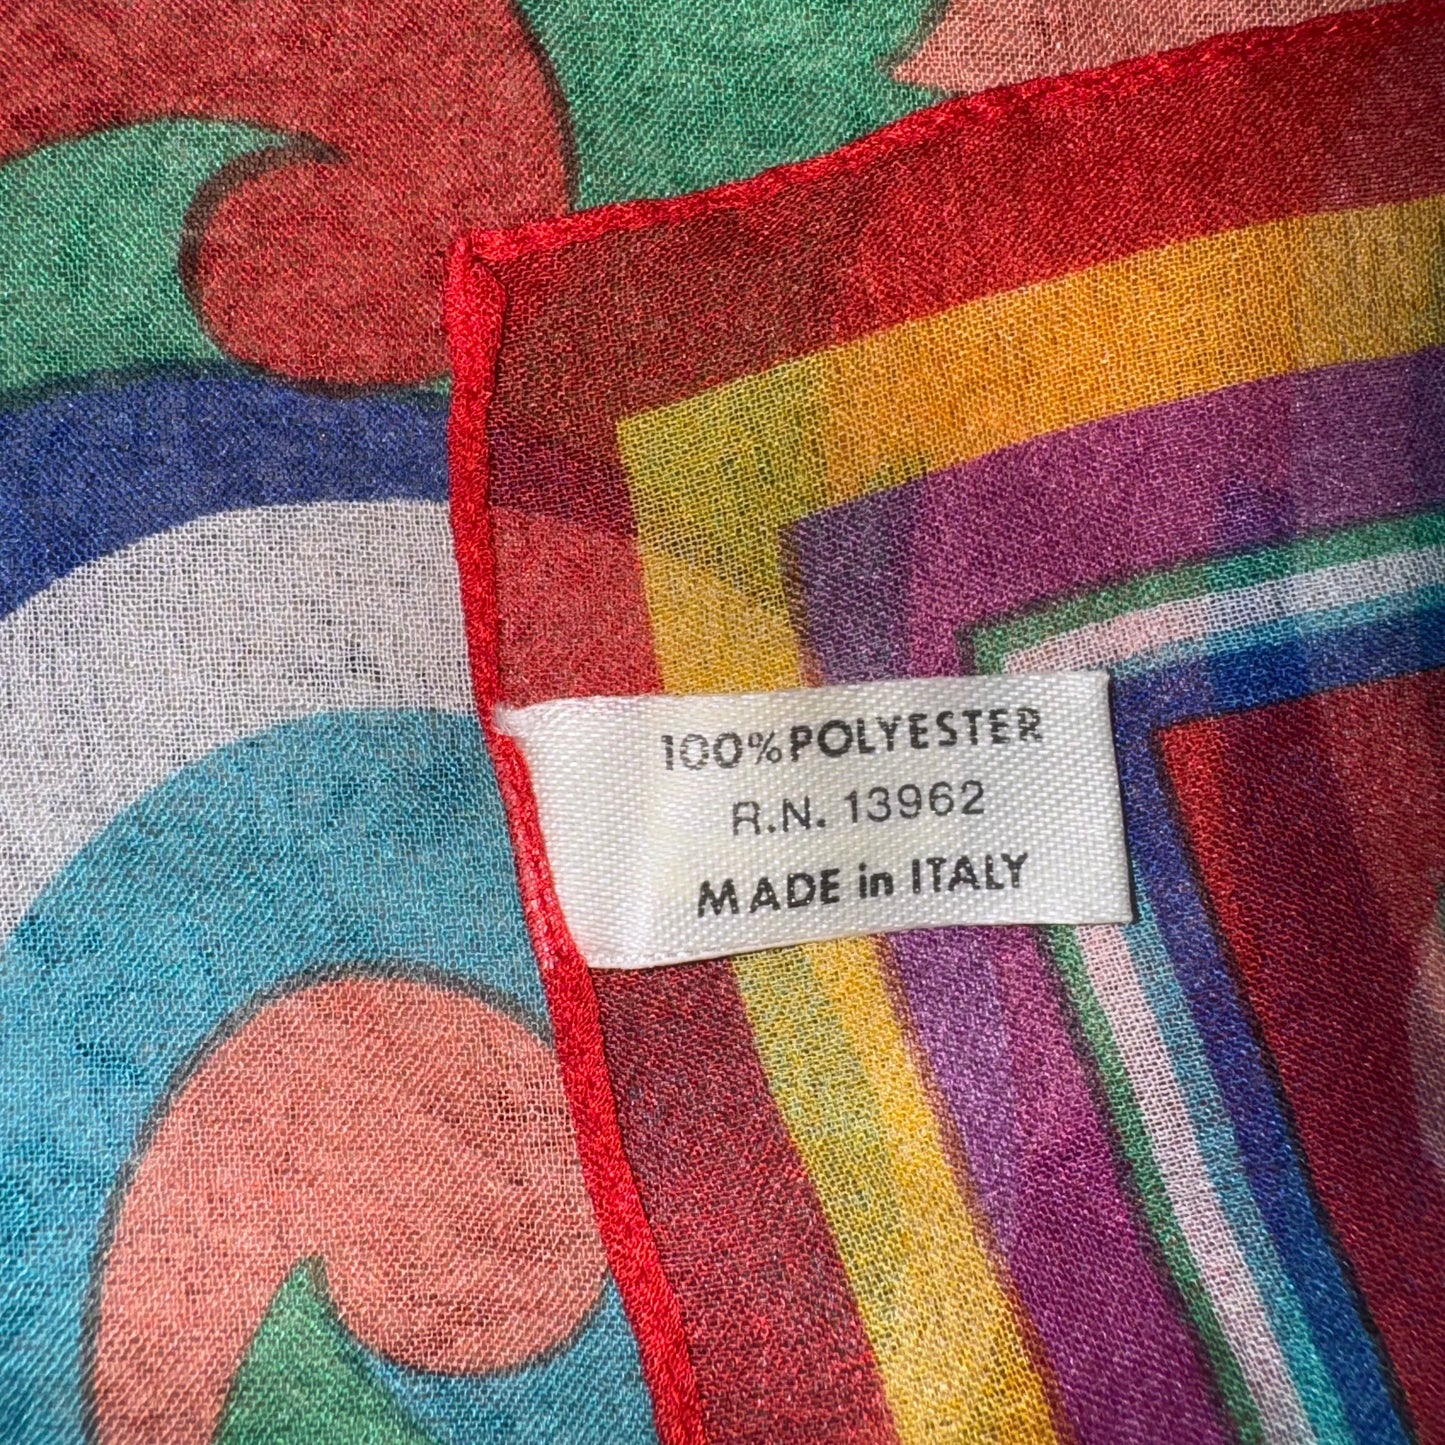 100% POLYESTER
R.N. 13962
MADE in ITALY